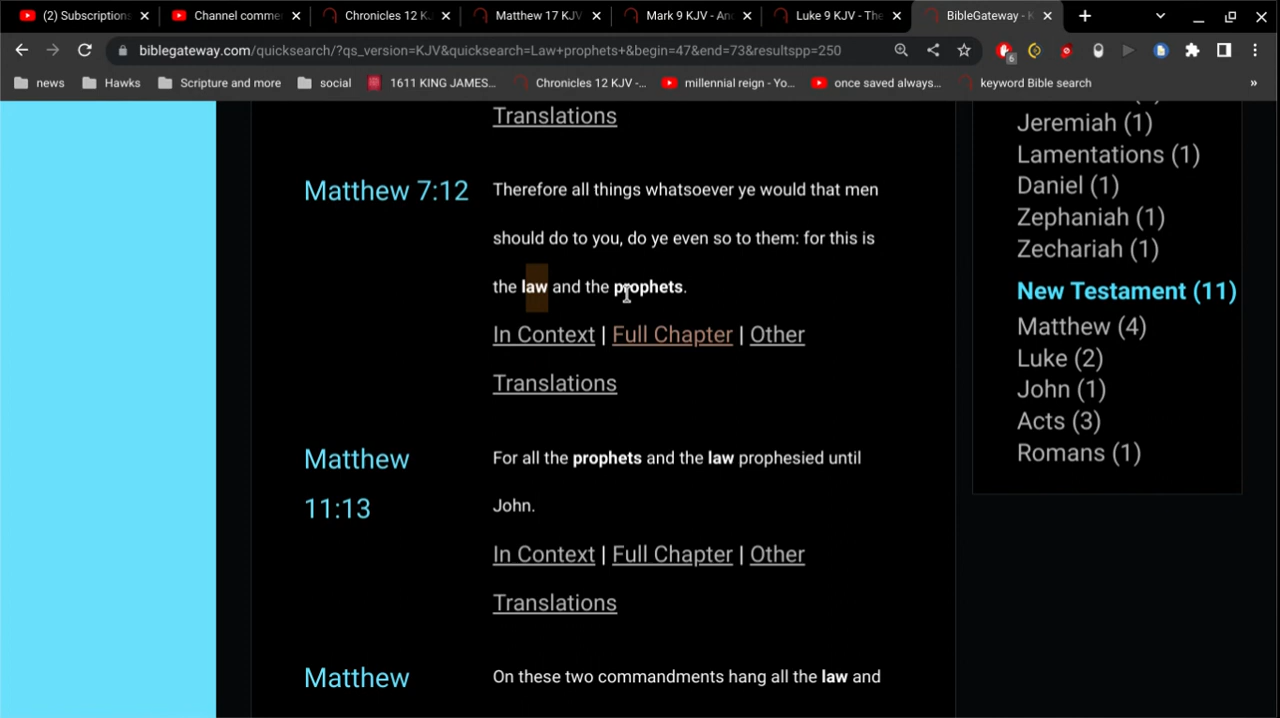 (2) Subscriptions
Channel comme
Chronicles 12 K
Matthew 17 KJV
Mark 9 KJV - An
Luke 9 KJV - The
BibleGateway - K
biblegateway.com/quicksearch/?qs_version=KJV&quicksearch=Law+prophets+&begin=47&end=73&resultspp=250
6
news
Hawks
Scripture and more
social
1611 KING JAMES...
Chronicles 12 KJV -...
millennial reign - Yo...
once saved always...
keyword Bible search
»
Translations
Matthew 7:12
Therefore all things whatsoever ye would that men
should do to you, do ye even so to them: for this is
the law and the prophets.
In Context | Full Chapter | Other
Translations
Matthew
11:13
For all the prophets and the law prophesied until
John.
In Context | Full Chapter | Other
Translations
Matthew
On these two commandments hang all the law and
Jeremiah (1)
Lamentations (1)
Daniel (1)
Zephaniah (1)
Zechariah (1)
New Testament (11)
Matthew (4)
Luke (2)
John (1)
Acts (3)
Romans (1)